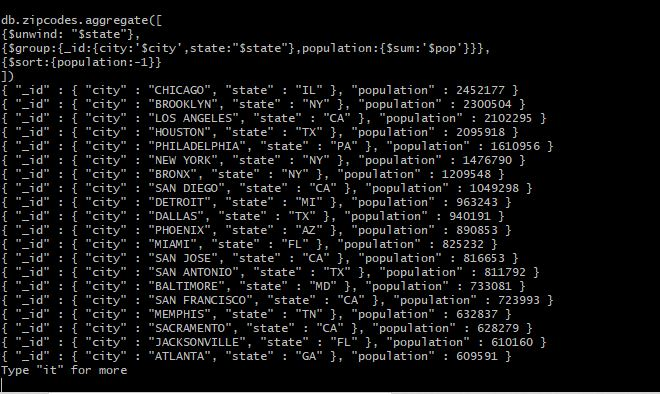 db.zipcodes.aggregate([
{$unwind: "$state"},
{$group:{_id:{city:'$city',state:"$state"},population:{$sum:'$pop'}}},
{$sort:{population:-1}}
])
{ "_id" : { "city" : "CHICAGO", "state" : "IL" }, "population" : 2452177 }
{ "_id" : { "city" : "BROOKLYN", "state" : "NY" }, "population" : 2300504 }
{ "_id" : { "city" : "LOS ANGELES", "state" : "CA" }, "population" : 2102295 }
{ "_id" : { "city" : "HOUSTON", "state" : "TX" }, "population" : 2095918 }
{ "_id" : { "city" : "PHILADELPHIA", "state" : "PA" }, "population" : 1610956 }
{ "_id" : { "city" : "NEW YORK", "state" : "NY" }, "population" : 1476790 }
{ "_id" : { "city" : "BRONX", "state" : "NY" }, "population" : 1209548 }
{ "_id" : { "city" : "SAN DIEGO", "state" : "CA" }, "population" : 1049298 }
{ "_id" : { "city" : "DETROIT", "state" : "MI" }, "population" : 963243 }
{ "_id" : { "city" : "DALLAS", "state" : "TX" }, "population" : 940191 }
{ "_id" : { "city" : "PHOENIX", "state" : "AZ" }, "population" : 890853 }
{ "_id" : { "city" : "MIAMI", "state" : "FL" }, "population" : 825232 }
{ "_id" : { "city" : "SAN JOSE", "state" : "CA" }, "population" : 816653 }
{ "_id" : { "city" : "SAN ANTONIO", "state" : "TX" }, "population" : 811792 }
{ "_id" : { "city" : "BALTIMORE", "state" : "MD" }, "population" : 733081 }
{ "_id" : { "city" : "SAN FRANCISCO", "state" : "CA" }, "population" : 723993 }
{ "_id" : { "city" : "MEMPHIS", "state" : "TN" }, "population" : 632837 }
{ "_id" : { "city" : "SACRAMENTO", "state" : "CA" }, "population" : 628279 }
{ "_id" : { "city" : "JACKSONVILLE", "state" : "FL" }, "population" : 610160 }
{ "_id" : { "city" : "ATLANTA", "state" : "GA" }, "population" : 609591 }
Type "it" for more